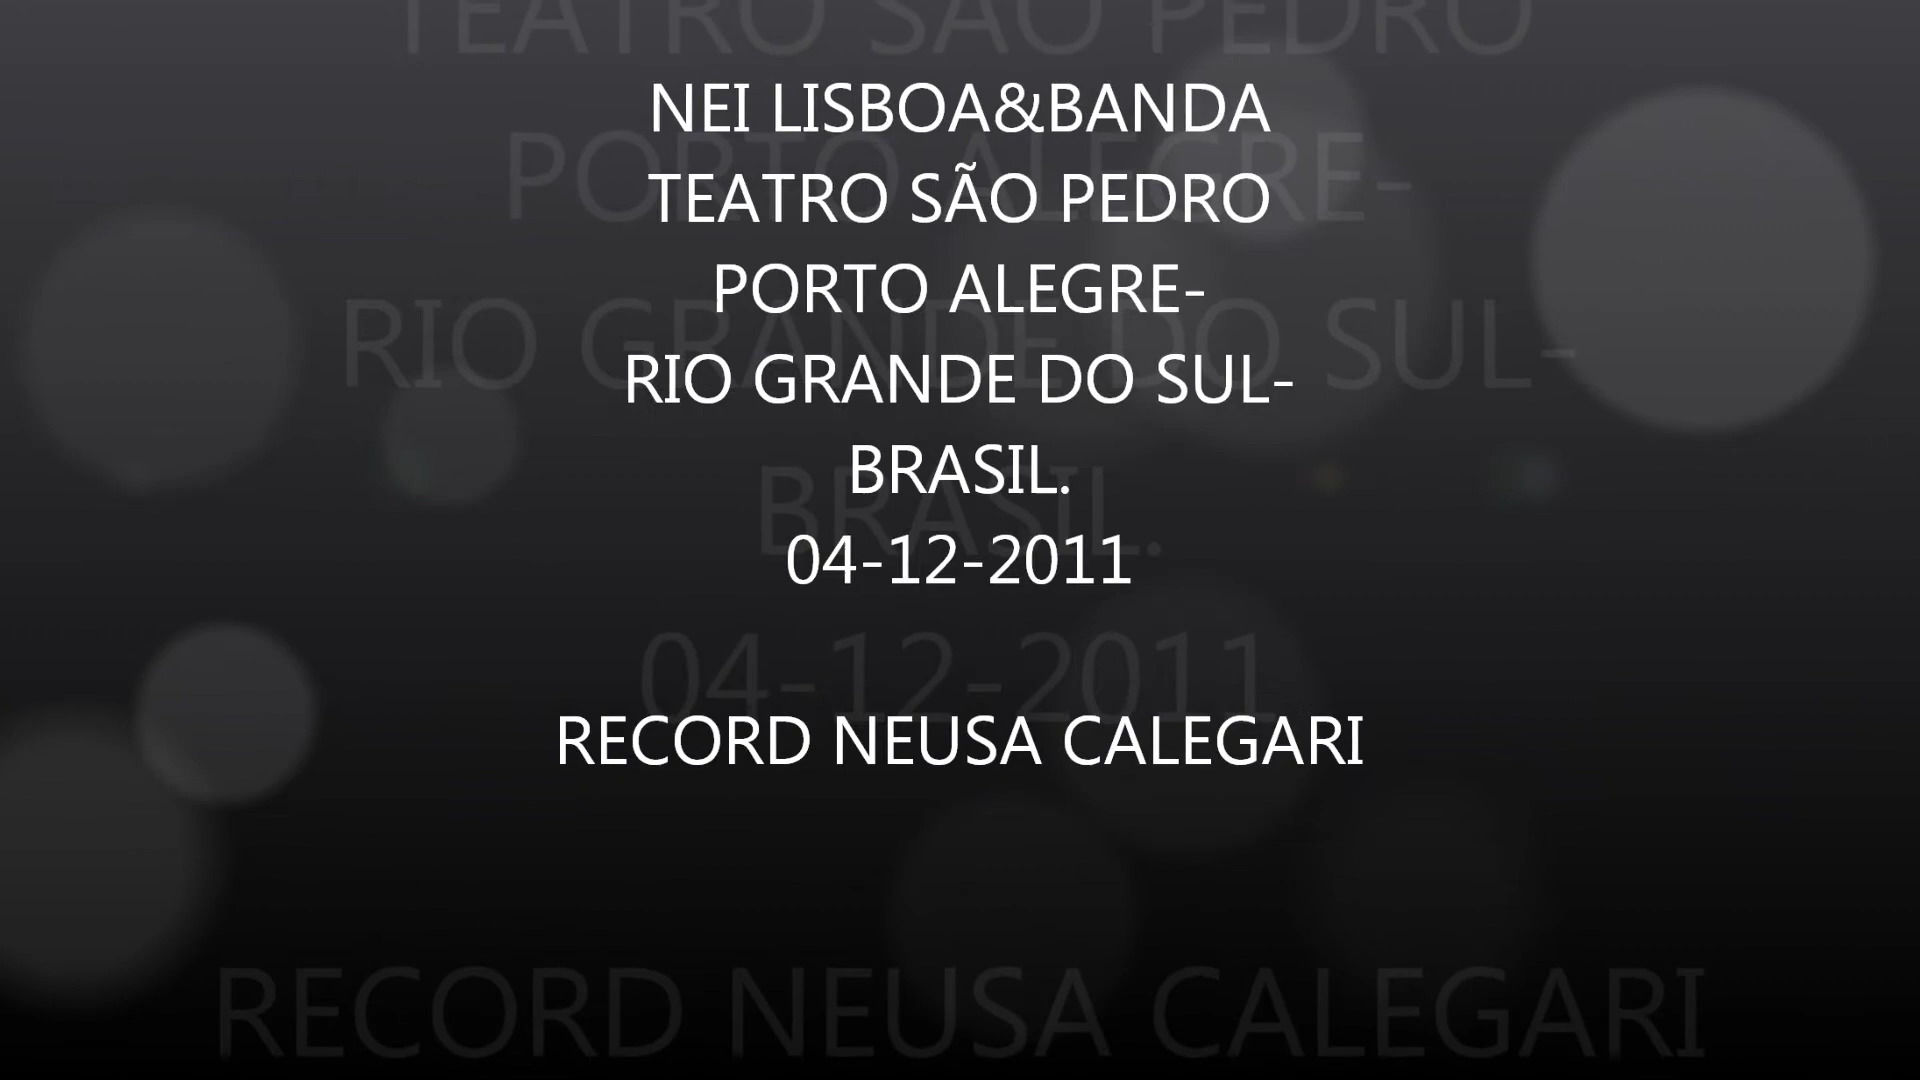 NEI LISBOA&BANDA
TEATRO SÃO PEDRO
PORTO ALEGRE-
RIO GRANDE DO SUL-
BRASIL.
04-12-2011
RECORD NEUSA CALEGARI